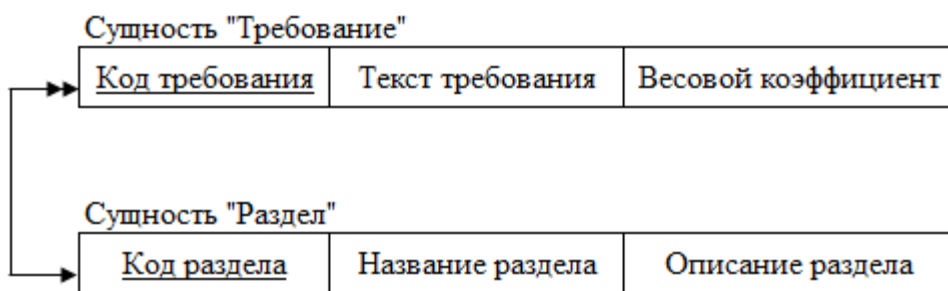 Сущность "Требование"
Код требования Текст требования Весовой коэффициент
Сущность "Раздел"
Код раздела Название раздела Описание раздела